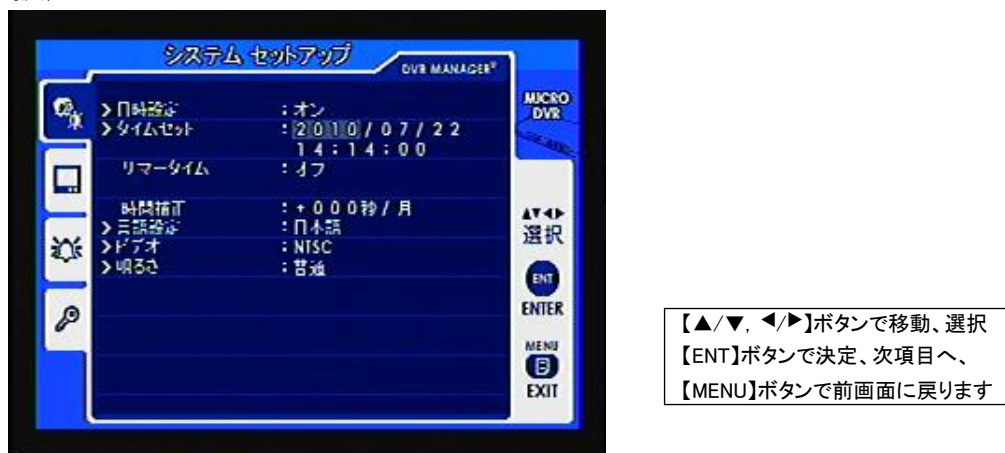 システム セットアップ
DVR MANAGER®
MICRO
DVR
> 日時設定 : オン
> タイムセット : 2010/07/22
14:14:00
リマータイム : オフ
時間補正 : +000秒/月
> 言語設定 : 日本語
> ビデオ : NTSC
> 明るさ : 普通
▲▼◀▶
選択
ENT
ENTER
MENU
EXIT
【▲/▼, ◀/▶】ボタンで移動、選択
【ENT】ボタンで決定、次項目へ、
【MENU】ボタンで前画面に戻ります